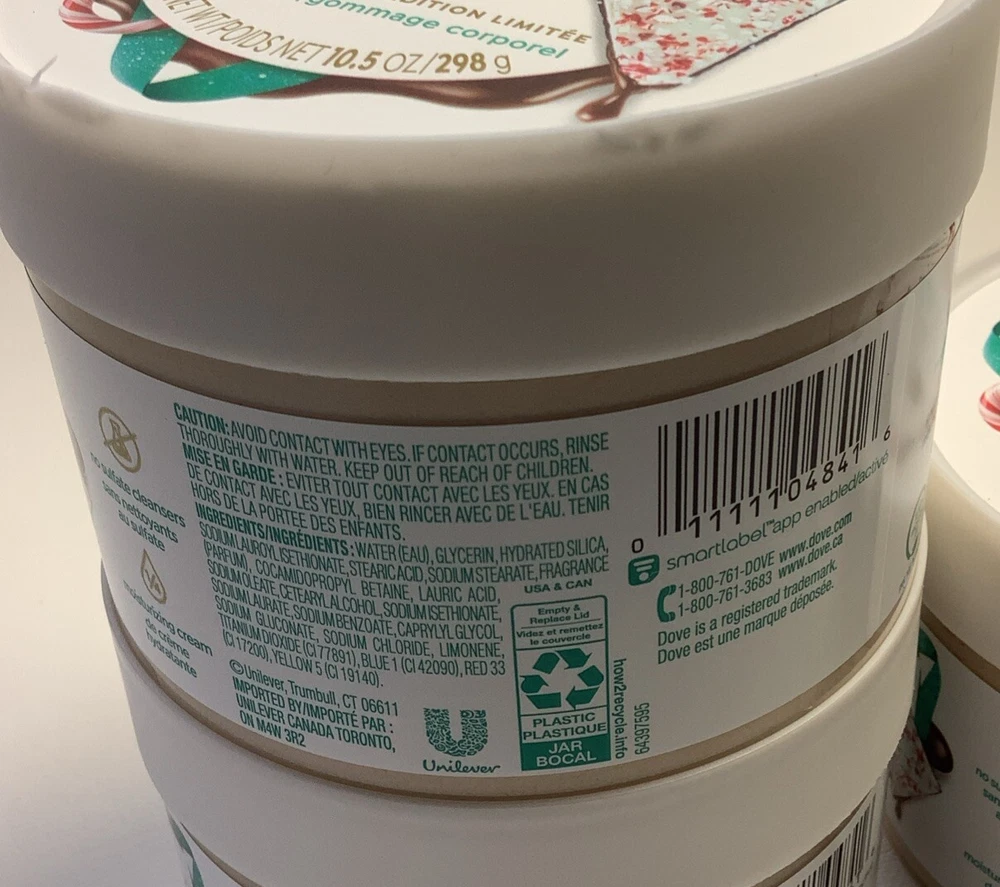 ÉDITION LIMITÉE
gommage corporel
NET WT/POIDS NET 10.5 OZ/298 g
no sulfate cleansers
sans nettoyants
au sulfate
moisturizing cream
de crème
hydratante
CAUTION: AVOID CONTACT WITH EYES. IF CONTACT OCCURS, RINSE
THOROUGHLY WITH WATER. KEEP OUT OF REACH OF CHILDREN.
MISE EN GARDE : EVITER TOUT CONTACT AVEC LES YEUX. EN CAS
DE CONTACT AVEC LES YEUX, BIEN RINCER AVEC DE L'EAU. TENIR
HORS DE LA PORTEE DES ENFANTS.
INGREDIENTS/INGRÉDIENTS: WATER (EAU), GLYCERIN, HYDRATED SILICA,
SODIUM LAUROYL ISETHIONATE, STEARIC ACID, SODIUM STEARATE, FRAGRANCE
(PARFUM), COCAMIDOPROPYL BETAINE, LAURIC ACID,
SODIUM OLEATE, CETEARYL ALCOHOL, SODIUM ISETHIONATE,
SODIUM LAURATE, SODIUM BENZOATE, CAPRYLYL GLYCOL,
SODIUM GLUCONATE, SODIUM CHLORIDE, LIMONENE,
TITANIUM DIOXIDE (CI 77891), BLUE 1 (CI 42090), RED 33
(CI 17200), YELLOW 5 (CI 19140).
©Unilever, Trumbull, CT 06611
IMPORTED BY/IMPORTÉ PAR :
UNILEVER CANADA TORONTO,
ON M4W 3R2
Unilever
USA & CAN
Empty &
Replace Lid
Videz et remettez
le couvercle
PLASTIC
PLASTIQUE
JAR
BOCAL
how2recycle.info
64397595
0 11111 04841 6
smartlabel™ app enabled/activé
1-800-761-DOVE www.dove.com
1-800-761-3683 www.dove.ca
Dove is a registered trademark.
Dove est une marque déposée.